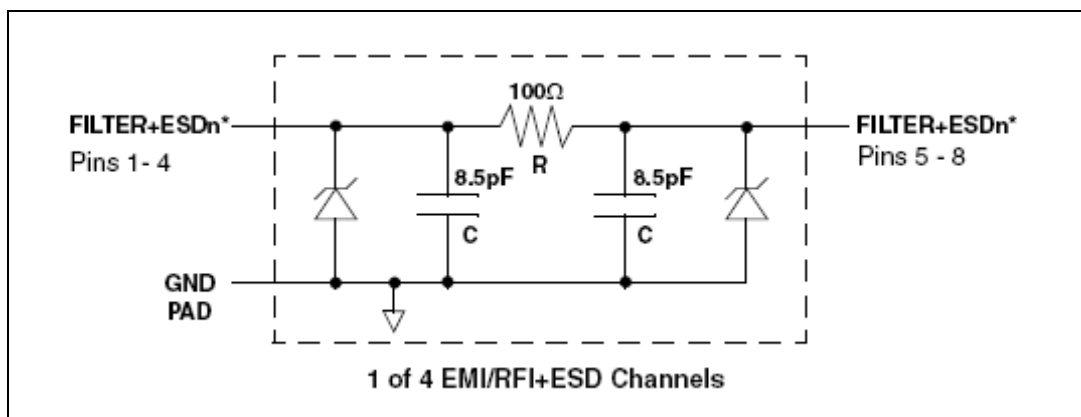 100Ω
FILTER+ESDn*
FILTER+ESDn*
Pins 1- 4
Pins 5 - 8
R
8.5pF
8.5pF
C
C
GND
PAD
1 of 4 EMI/RFI+ESD Channels